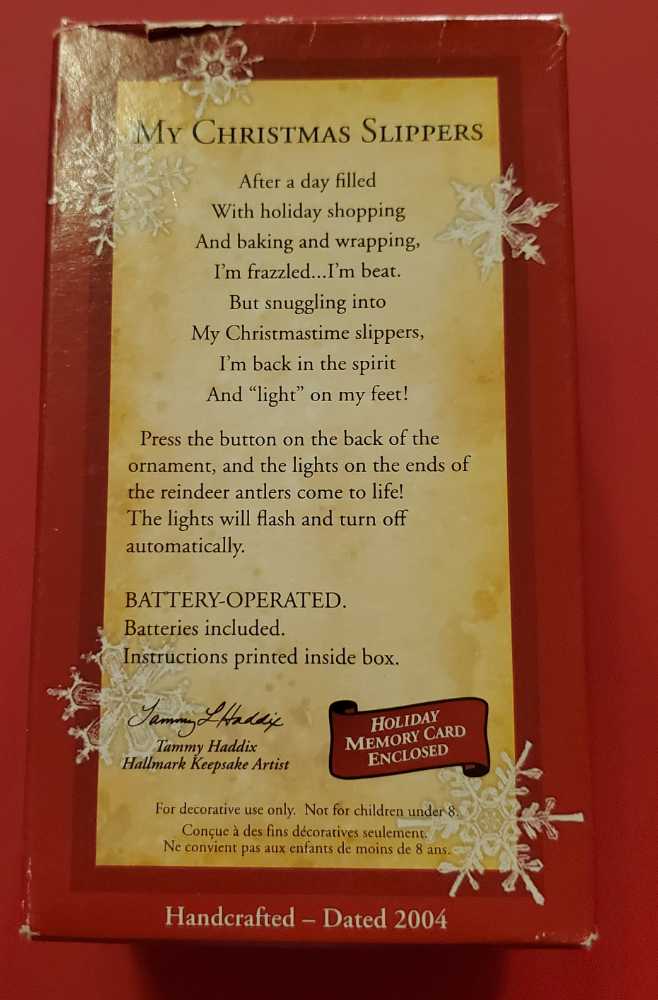 My Christmas Slippers
After a day filled
With holiday shopping
And baking and wrapping,
I'm frazzled...I'm beat.
But snuggling into
My Christmastime slippers,
I'm back in the spirit
And “light” on my feet!
Press the button on the back of the
ornament, and the lights on the ends of
the reindeer antlers come to life!
The lights will flash and turn off
automatically.
BATTERY-OPERATED.
Batteries included.
Instructions printed inside box.
Tammy L Haddix
Tammy Haddix
Hallmark Keepsake Artist
Holiday
Memory Card
Enclosed
For decorative use only. Not for children under 8.
Conçue à des fins décoratives seulement.
Ne convient pas aux enfants de moins de 8 ans.
Handcrafted – Dated 2004